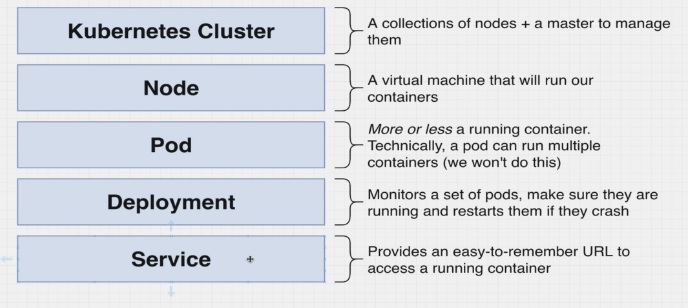 Kubernetes Cluster
A collections of nodes + a master to manage
them
Node
A virtual machine that will run our
containers
Pod
More or less a running container.
Technically, a pod can run multiple
containers (we won't do this)
Deployment
Monitors a set of pods, make sure they are
running and restarts them if they crash
Service
Provides an easy-to-remember URL to
access a running container